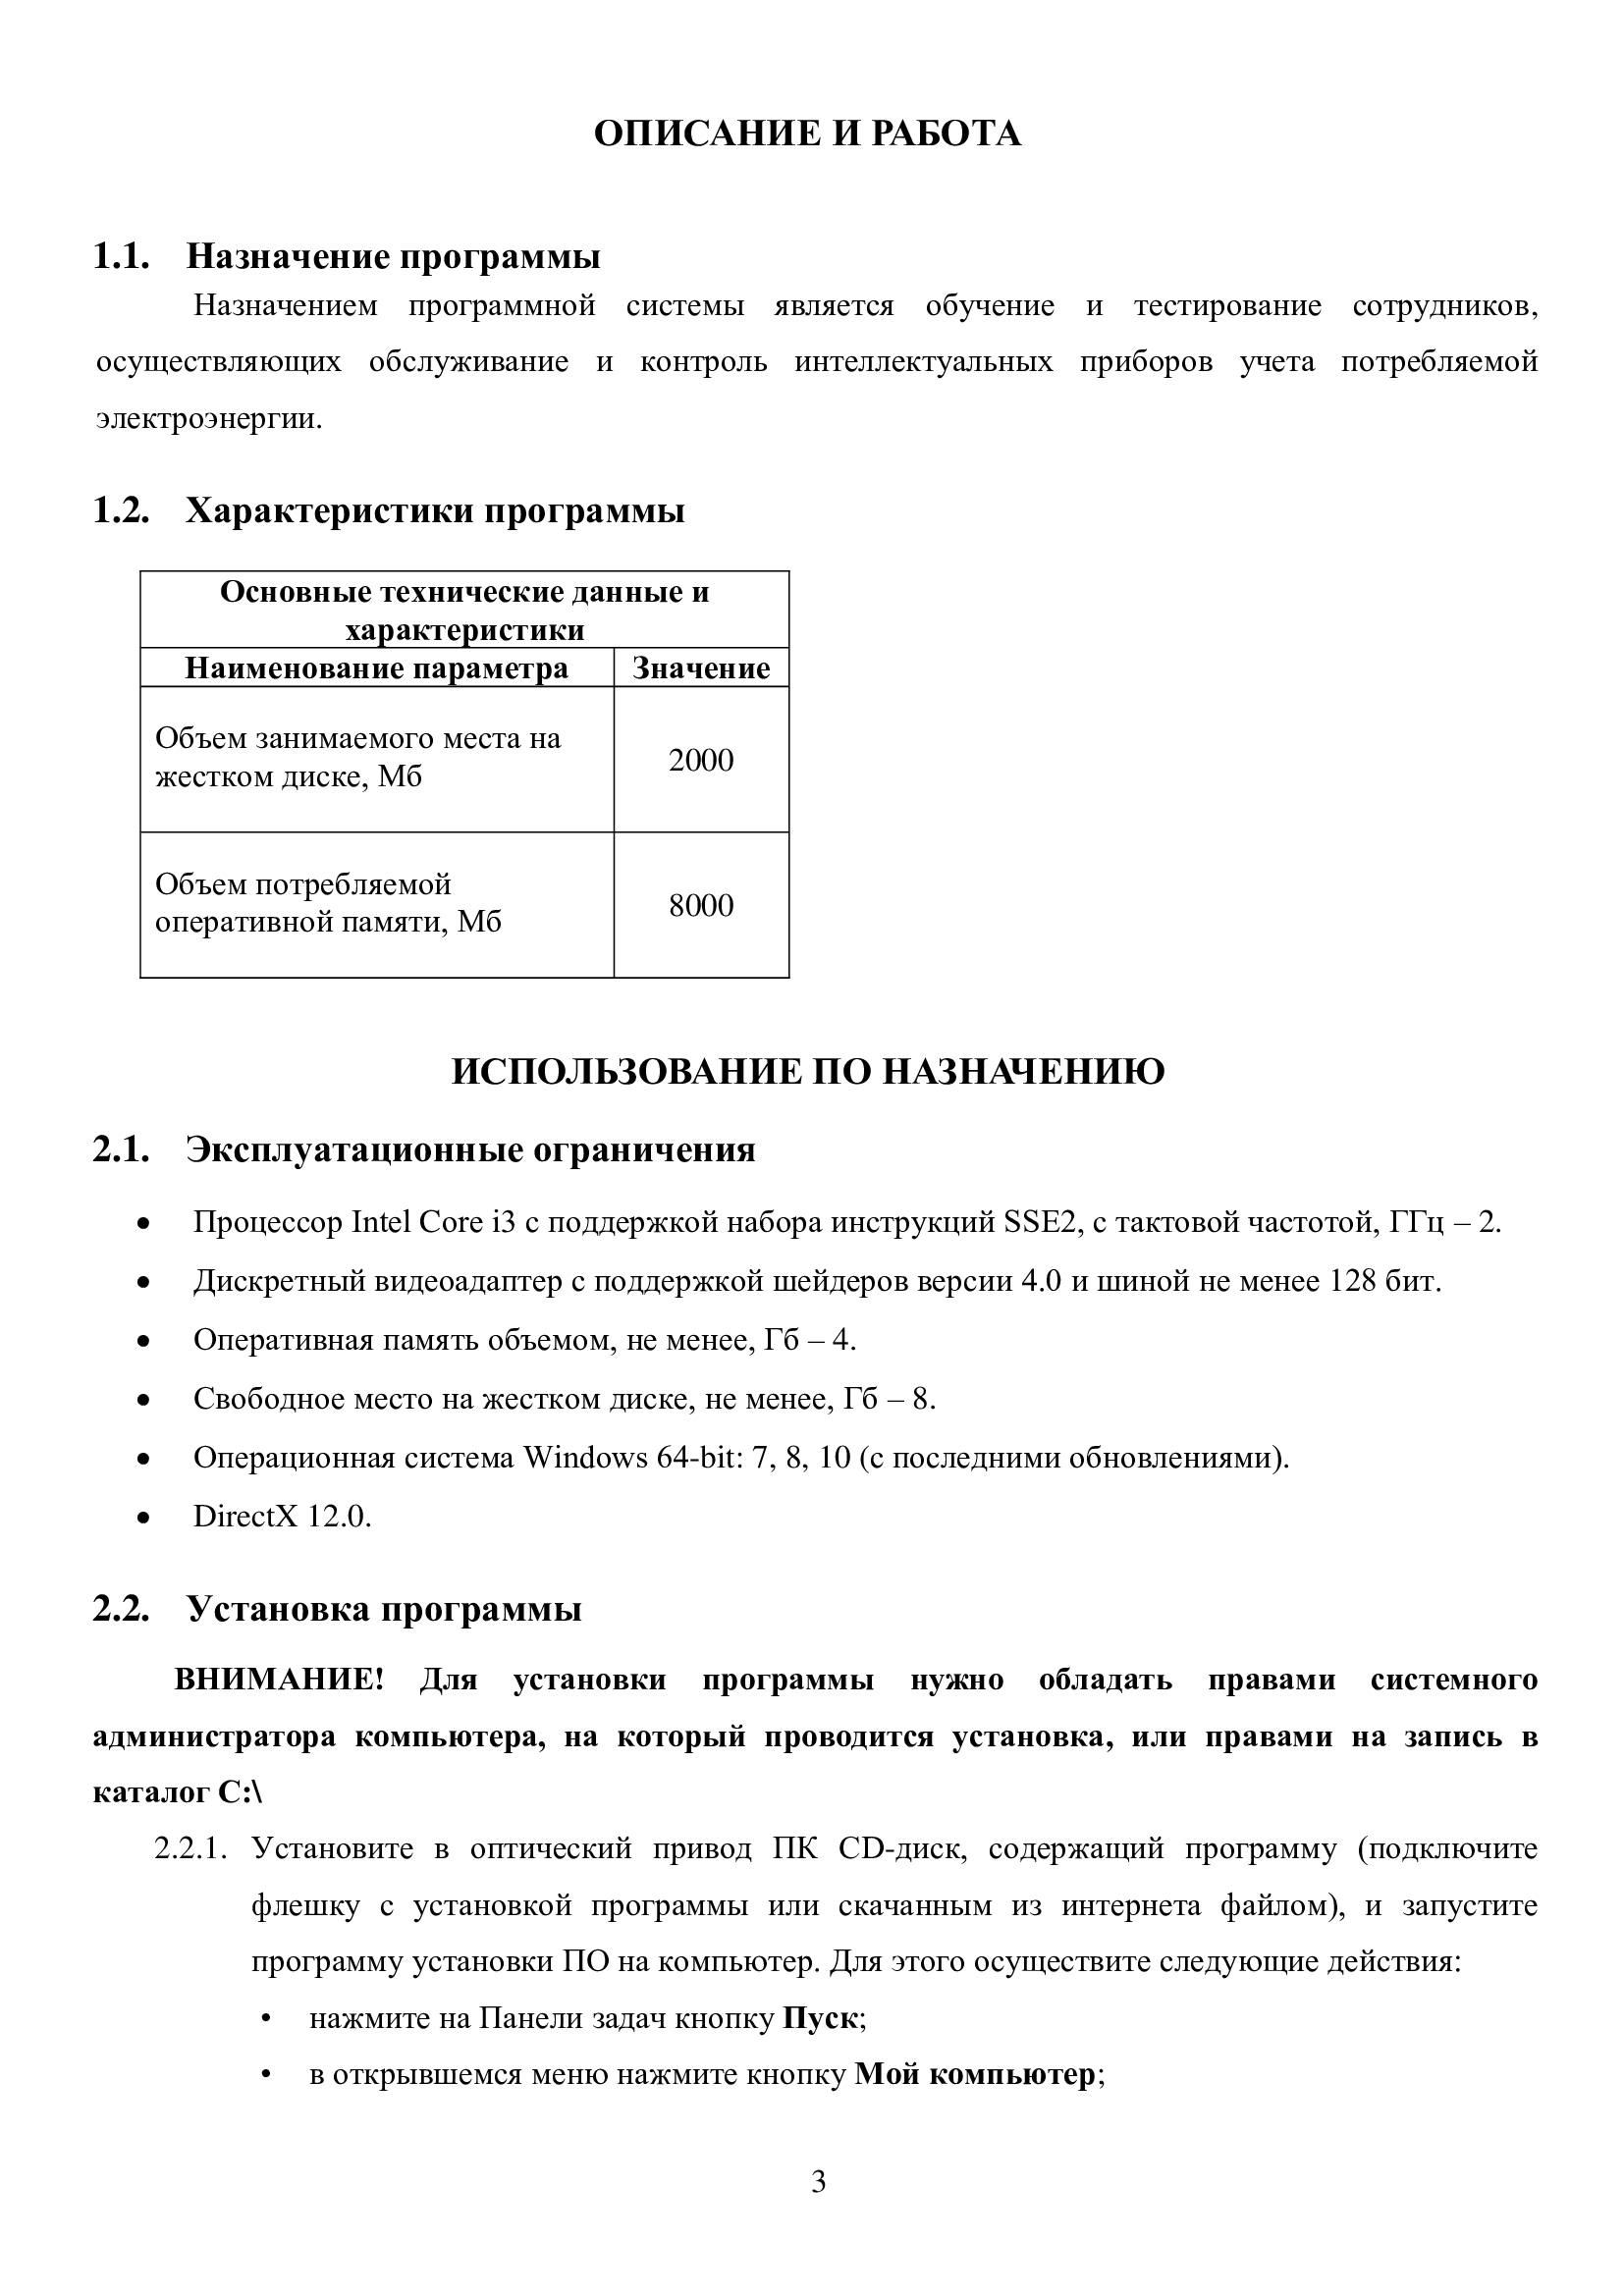 ОПИСАНИЕ И РАБОТА
1.1. Назначение программы
Назначением программной системы является обучение и тестирование сотрудников,
осуществляющих обслуживание и контроль интеллектуальных приборов учета потребляемой
электроэнергии.
1.2. Характеристики программы
Основные технические данные и
характеристики
Наименование параметра Значение
Объем занимаемого места на
жестком диске, Мб
2000
Объем потребляемой
оперативной памяти, Мб
8000
ИСПОЛЬЗОВАНИЕ ПО НАЗНАЧЕНИЮ
2.1. Эксплуатационные ограничения
• Процессор Intel Core i3 с поддержкой набора инструкций SSE2, с тактовой частотой, ГГц – 2.
• Дискретный видеоадаптер с поддержкой шейдеров версии 4.0 и шиной не менее 128 бит.
• Оперативная память объемом, не менее, Гб – 4.
• Свободное место на жестком диске, не менее, Гб – 8.
• Операционная система Windows 64-bit: 7, 8, 10 (с последними обновлениями).
• DirectX 12.0.
2.2. Установка программы
ВНИМАНИЕ! Для установки программы нужно обладать правами системного
администратора компьютера, на который проводится установка, или правами на запись в
каталог C:\
2.2.1. Установите в оптический привод ПК CD-диск, содержащий программу (подключите
флешку с установкой программы или скачанным из интернета файлом), и запустите
программу установки ПО на компьютер. Для этого осуществите следующие действия:
• нажмите на Панели задач кнопку Пуск;
• в открывшемся меню нажмите кнопку Мой компьютер;
3